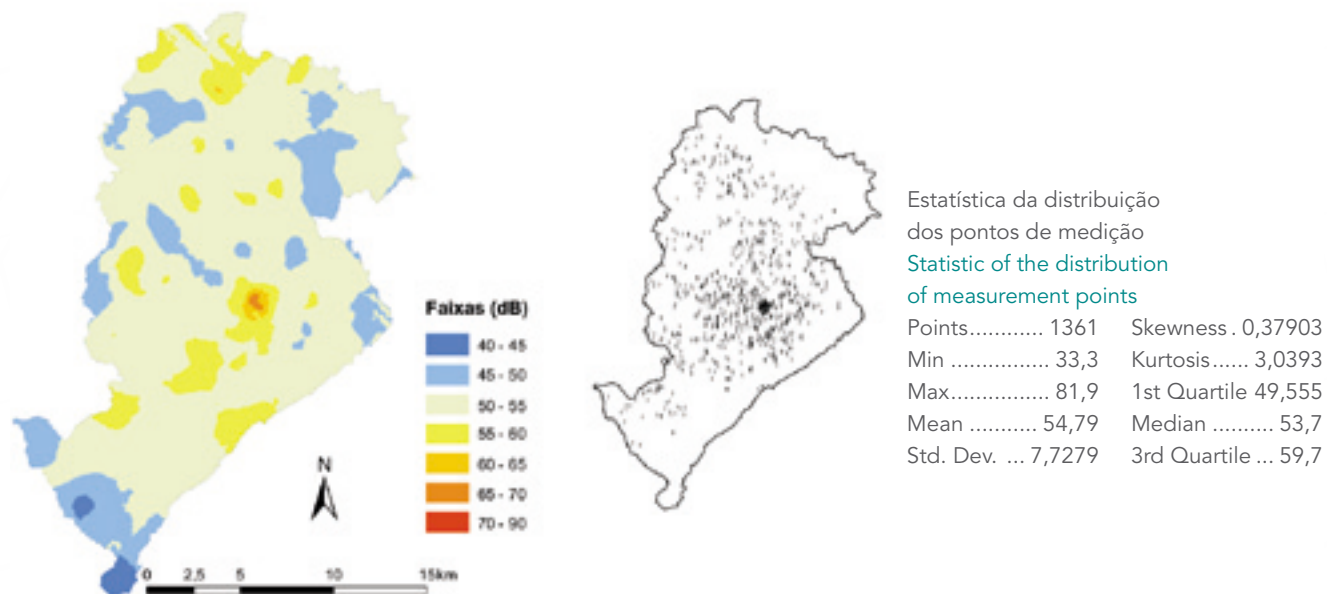 Faixas (dB)
40 - 45
45 - 50
50 - 55
55 - 60
60 - 65
65 - 70
70 - 90
N
0 2,5 5 10 15km
Estatística da distribuição
dos pontos de medição
Statistic of the distribution
of measurement points
Points............ 1361 Skewness . 0,37903
Min ................ 33,3 Kurtosis...... 3,0393
Max................ 81,9 1st Quartile 49,555
Mean ........... 54,79 Median .......... 53,7
Std. Dev. ... 7,7279 3rd Quartile ... 59,7